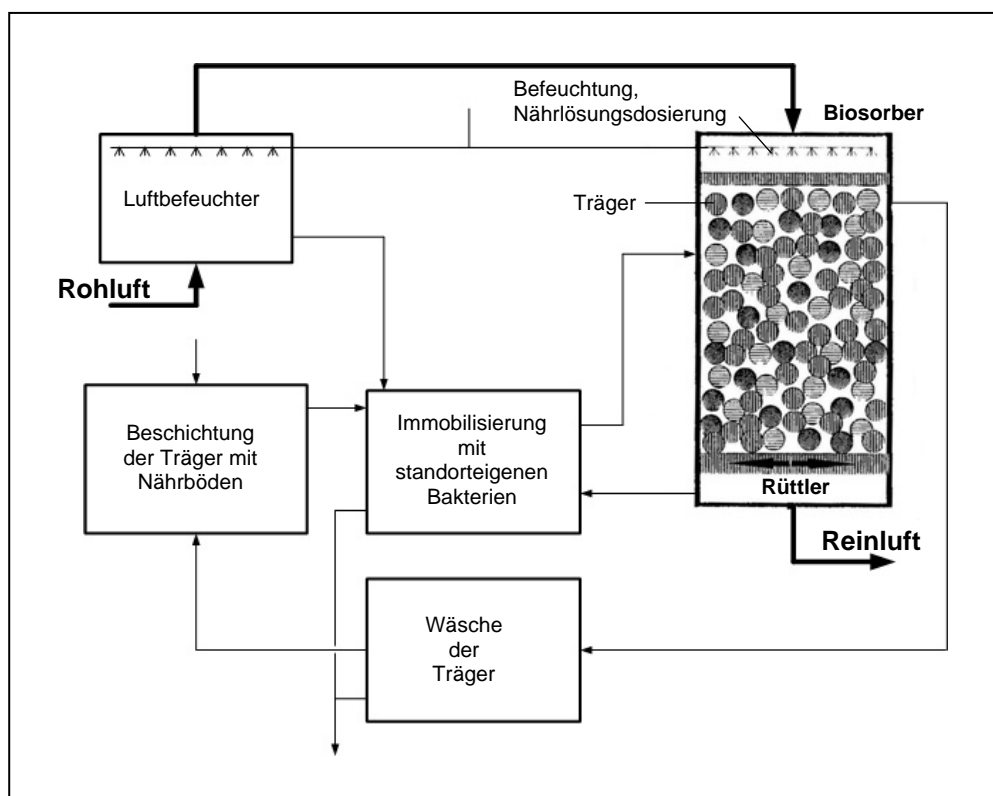 Befeuchtung,
Nährlösungsdosierung
Biosorber
Luftbefeuchter
Träger
Rohluft
Beschichtung
der Träger mit
Nährböden
Immobilisierung
mit
standorteigenen
Bakterien
Rüttler
Reinluft
Wäsche
der
Träger